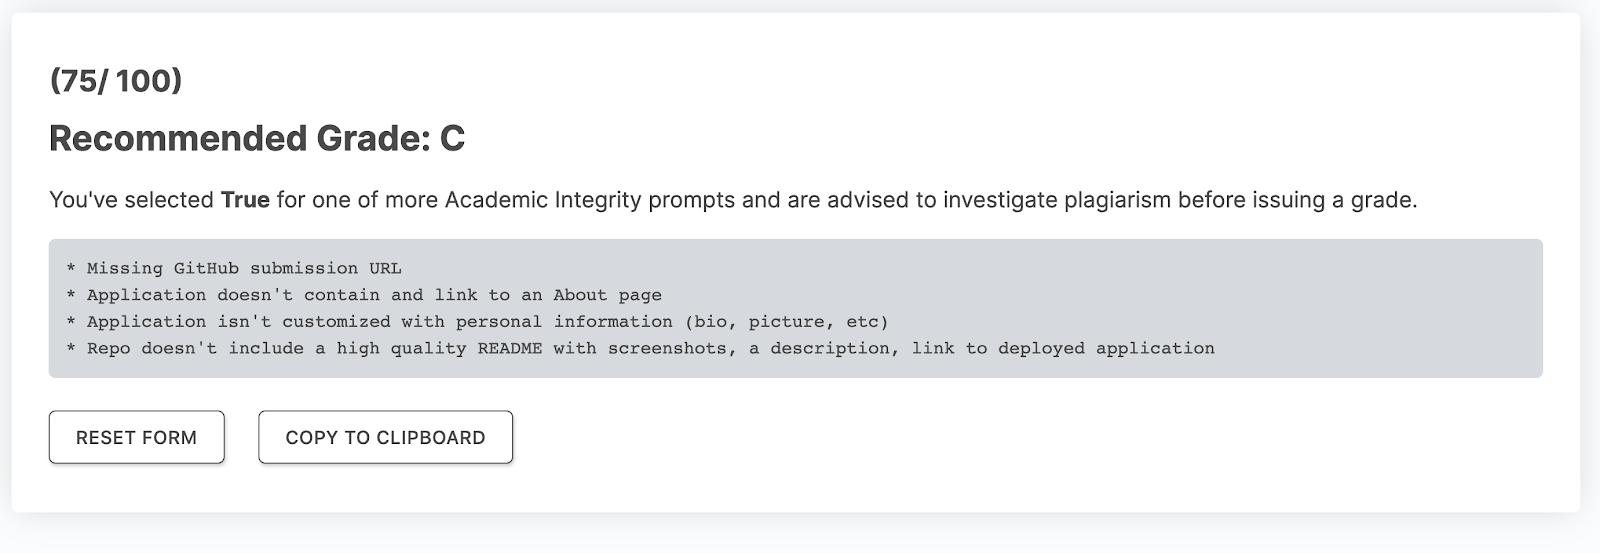 (75/ 100)
Recommended Grade: C
You've selected True for one of more Academic Integrity prompts and are advised to investigate plagiarism before issuing a grade.
* Missing GitHub submission URL
* Application doesn't contain and link to an About page
* Application isn't customized with personal information (bio, picture, etc)
* Repo doesn't include a high quality README with screenshots, a description, link to deployed application
RESET FORM
COPY TO CLIPBOARD